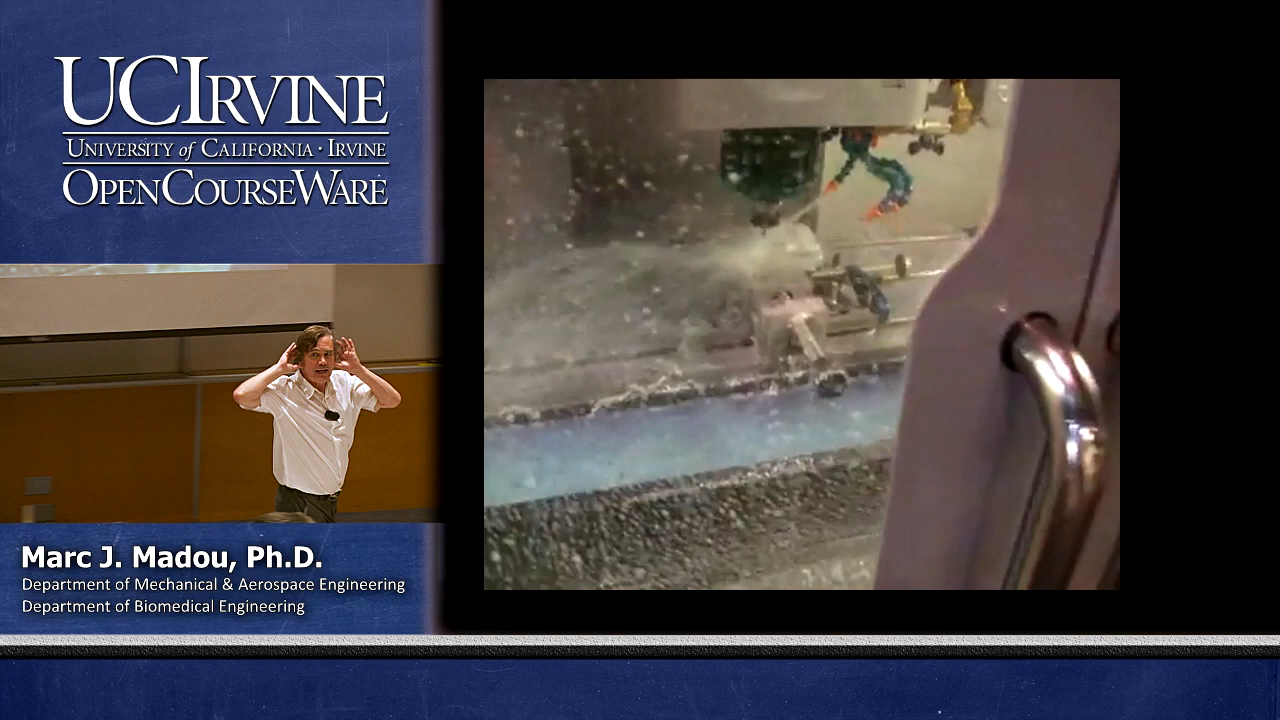 UCIRVINE
UNIVERSITY of CALIFORNIA · IRVINE
OPENCOURSEWARE
Marc J. Madou, Ph.D.
Department of Mechanical & Aerospace Engineering
Department of Biomedical Engineering